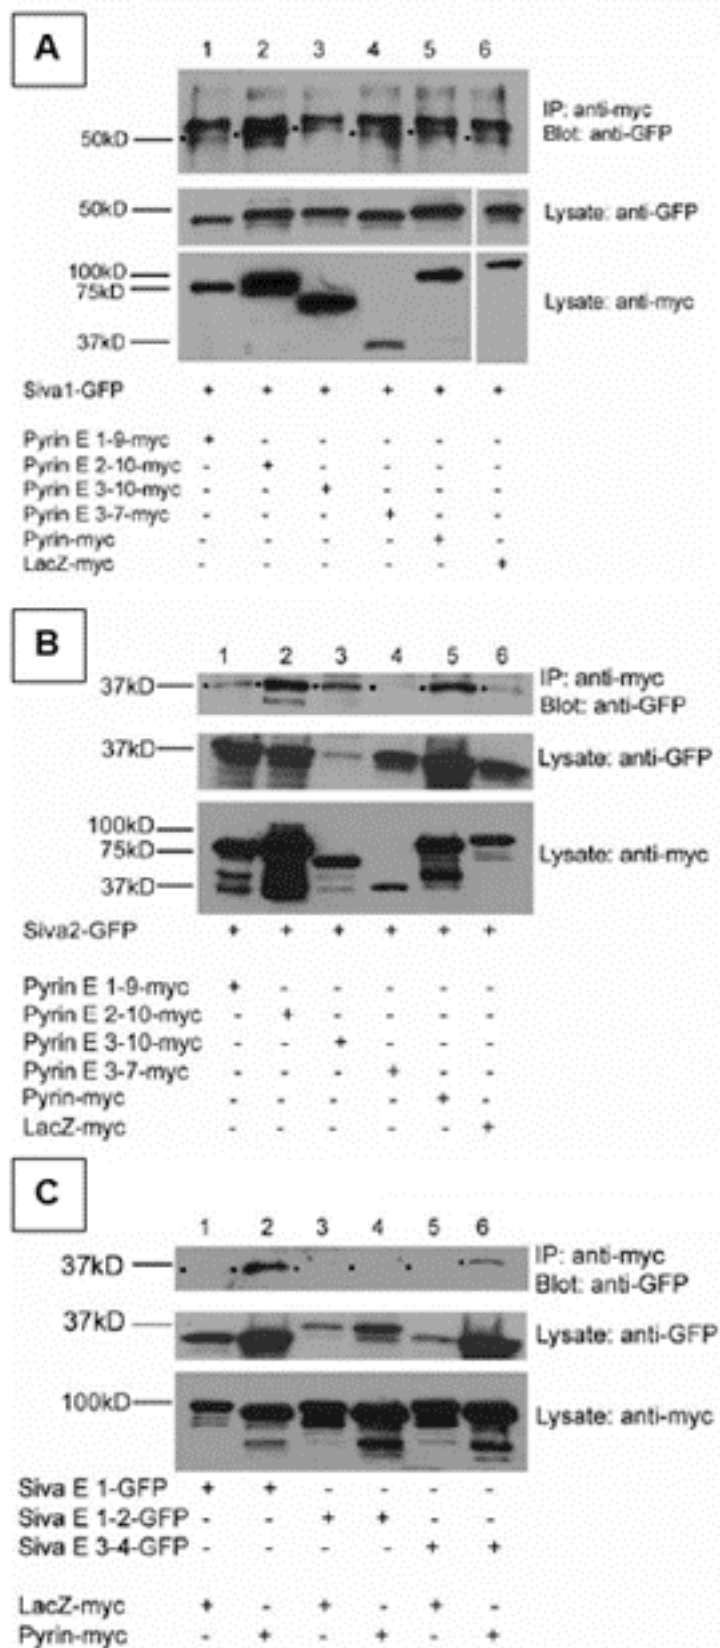 A
1 2 3 4 5 6
IP: anti-myc
50kD Blot: anti-GFP
50kD Lysate: anti-GFP
100kD
75kD Lysate: anti-myc
37kD
Siva1-GFP + + + + + +
Pyrin E 1-9-myc + - - - - -
Pyrin E 2-10-myc - + - - - -
Pyrin E 3-10-myc - - + - - -
Pyrin E 3-7-myc - - - + - -
Pyrin-myc - - - - + -
LacZ-myc - - - - - +
B
1 2 3 4 5 6
37kD IP: anti-myc
Blot: anti-GFP
37kD Lysate: anti-GFP
100kD
75kD Lysate: anti-myc
37kD
Siva2-GFP + + + + + +
Pyrin E 1-9-myc + - - - - -
Pyrin E 2-10-myc - + - - - -
Pyrin E 3-10-myc - - + - - -
Pyrin E 3-7-myc - - - + - -
Pyrin-myc - - - - + -
LacZ-myc - - - - - +
C
1 2 3 4 5 6
37kD IP: anti-myc
Blot: anti-GFP
37kD Lysate: anti-GFP
100kD Lysate: anti-myc
Siva E 1-GFP + + - - - -
Siva E 1-2-GFP - - + + - -
Siva E 3-4-GFP - - - - + +
LacZ-myc + - + - + -
Pyrin-myc - + - + - +